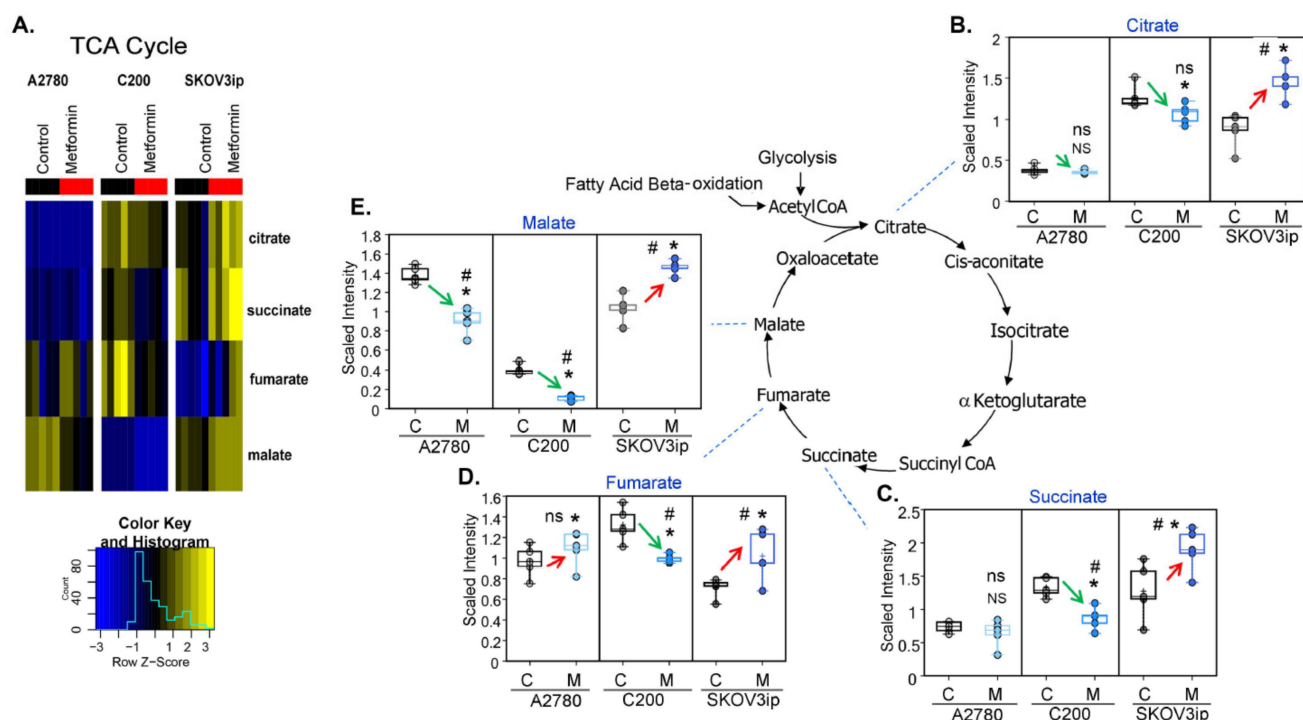 A.
TCA Cycle
A2780 C200 SKOV3ip
Control Metformin Control Metformin Control Metformin
citrate
succinate
fumarate
malate
Color Key
and Histogram
Count
0 40 80
−3 −1 1 2 3
Row Z−Score
B.
Citrate
Scaled Intensity
2
1.5
1
0.5
0
ns
NS
ns
*
# *
C M C M C M
A2780 C200 SKOV3ip
Glycolysis
Fatty Acid Beta-oxidation
Acetyl CoA
Citrate
Oxaloacetate
Cis-aconitate
Malate
Isocitrate
Fumarate
α Ketoglutarate
Succinate
Succinyl CoA
E.
Malate
Scaled Intensity
1.8
1.6
1.4
1.2
1
0.8
0.6
0.4
0.2
0
#
*
#
*
# *
C M C M C M
A2780 C200 SKOV3ip
D.
Fumarate
Scaled Intensity
1.6
1.4
1.2
1
0.8
0.6
0.4
0.2
0
ns *
#
*
# *
C M C M C M
A2780 C200 SKOV3ip
C.
Succinate
Scaled Intensity
2.5
2
1.5
1
0.5
0
ns
NS
#
*
# *
C M C M C M
A2780 C200 SKOV3ip